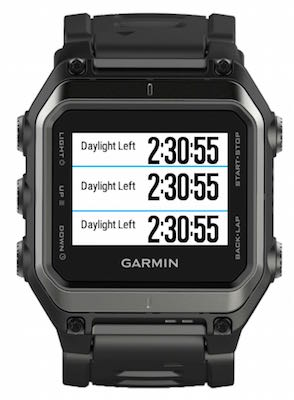 LIGHT
UP
DOWN
Daylight Left 2:30:55
Daylight Left 2:30:55
Daylight Left 2:30:55
START·STOP
BACK·LAP
GARMIN